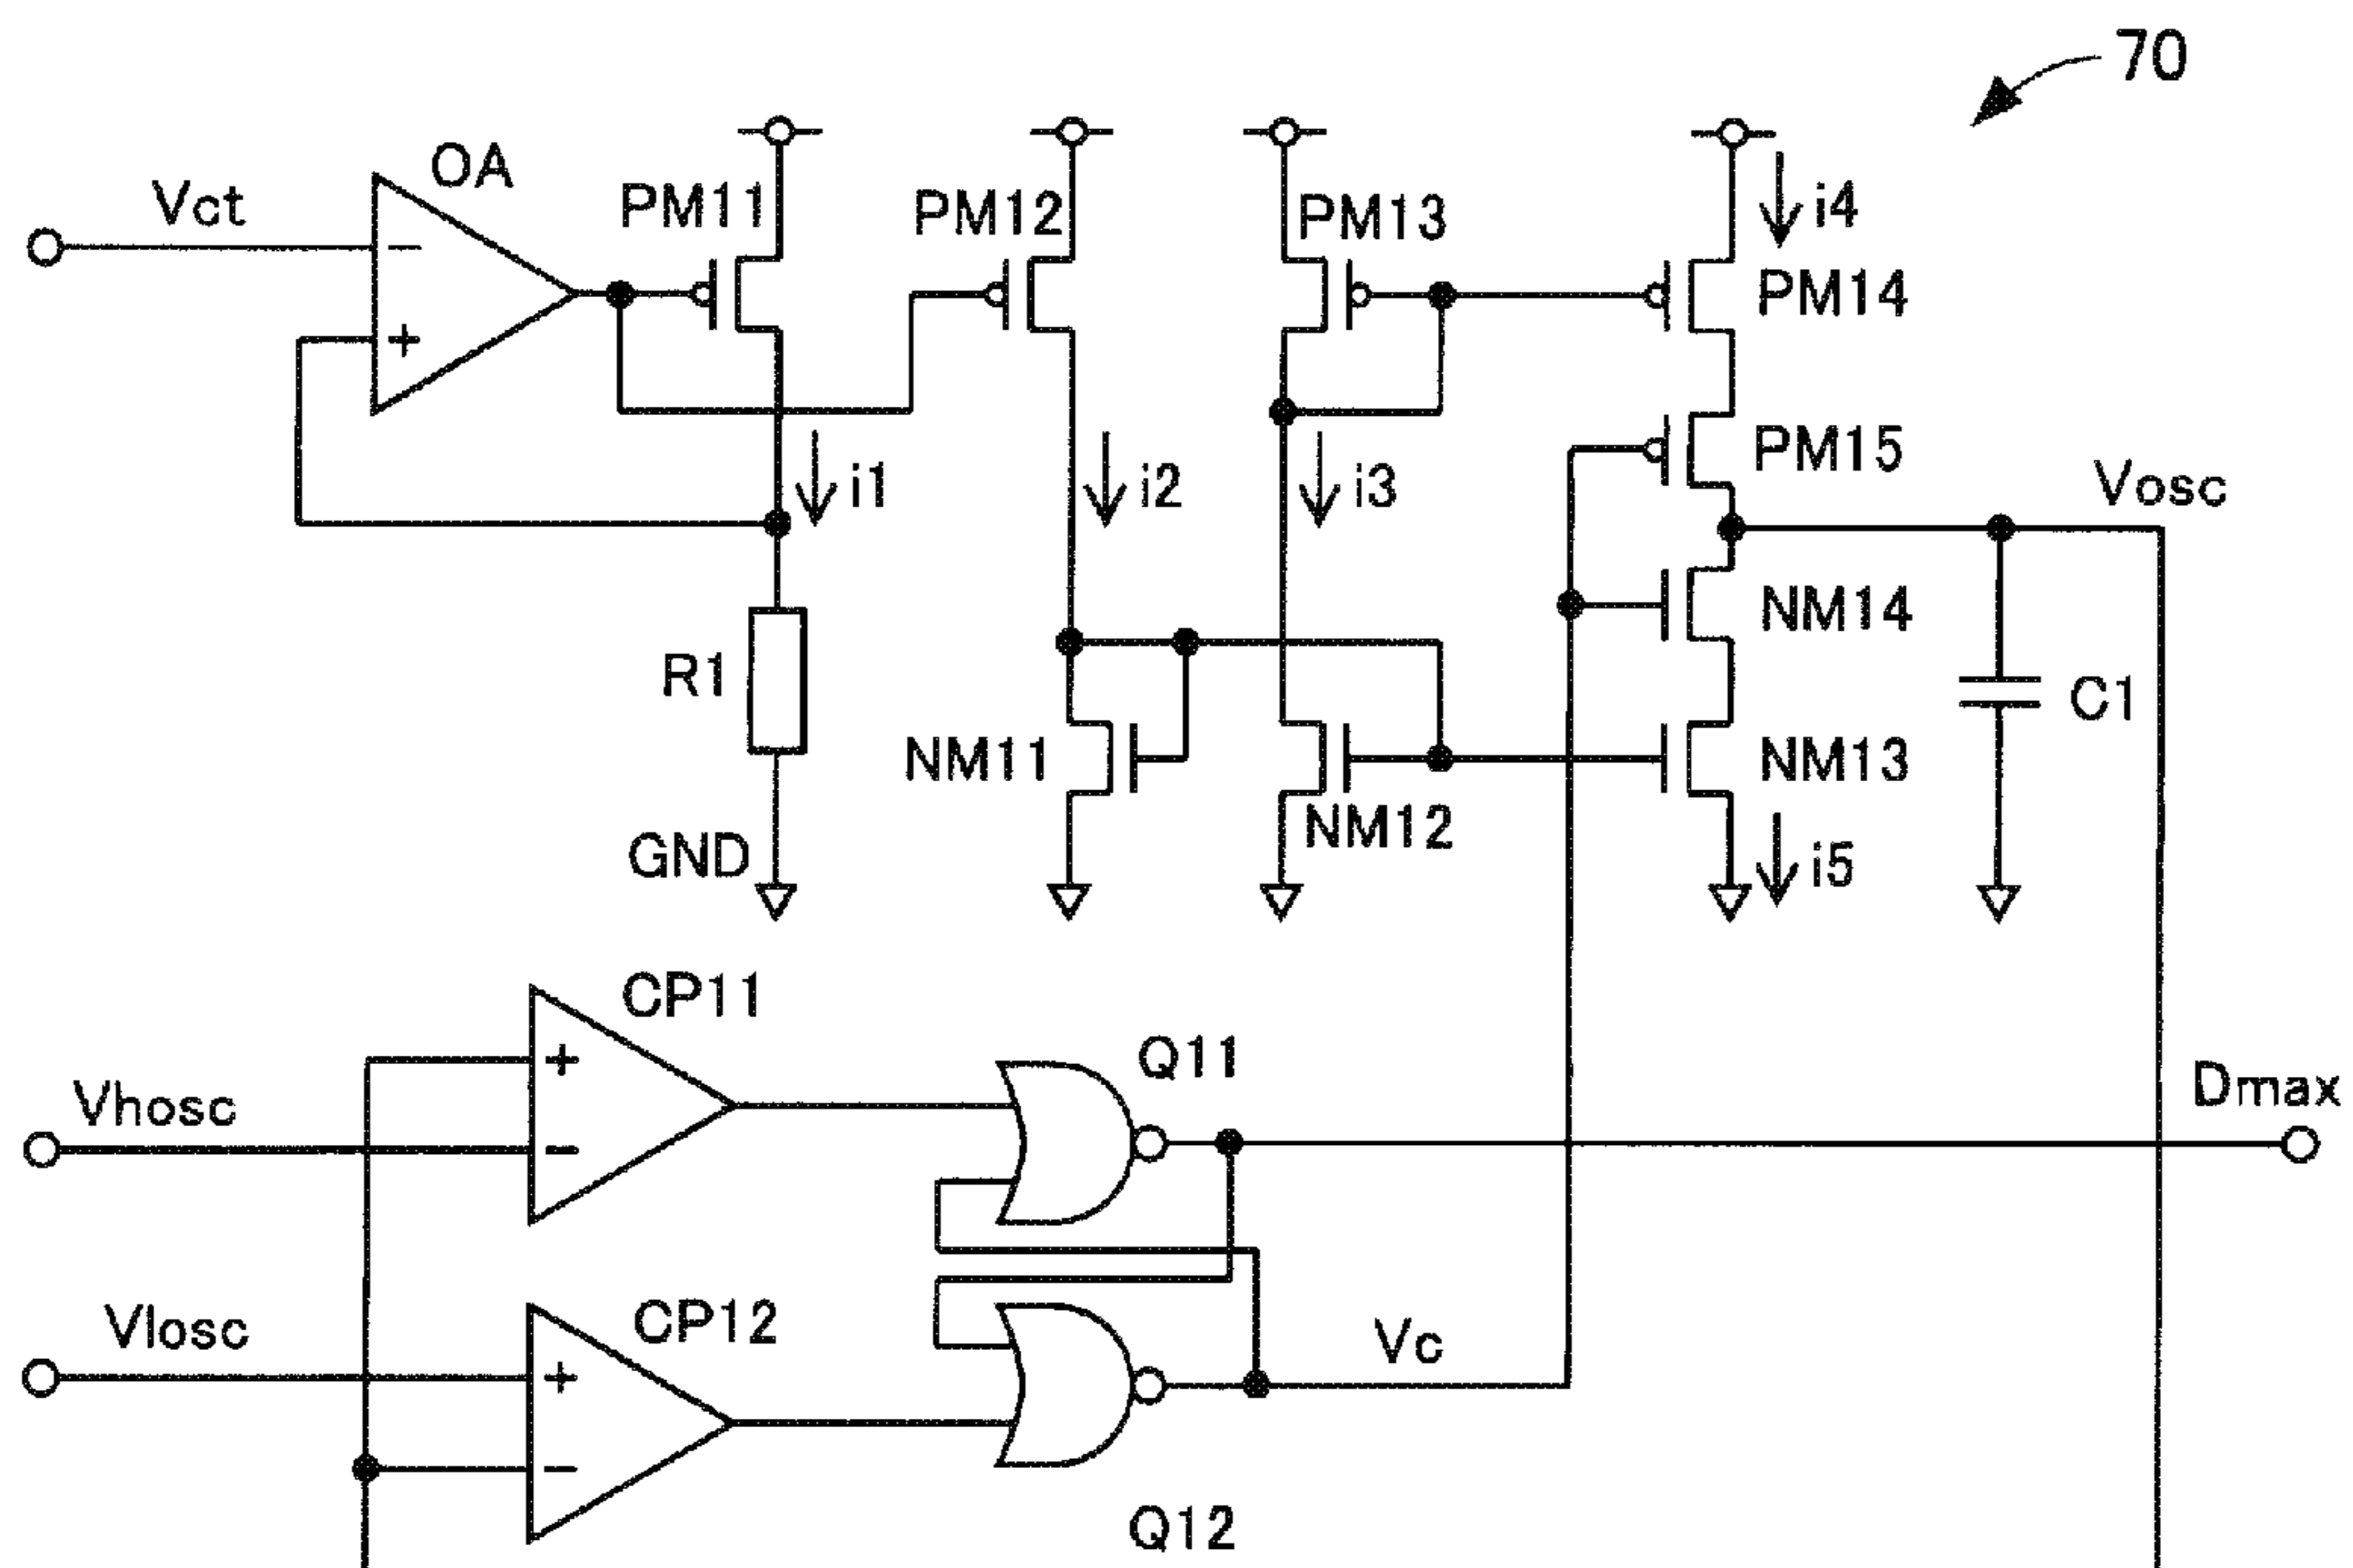 70
OA
Vct
PM11
PM12
PM13
i4
PM14
PM15
Vosc
i1
i2
i3
−
+
R1
NM14
C1
NM11
NM13
NM12
GND
i5
CP11
Q11
Vhosc
+
−
Dmax
CP12
Vlosc
Vc
+
−
Q12